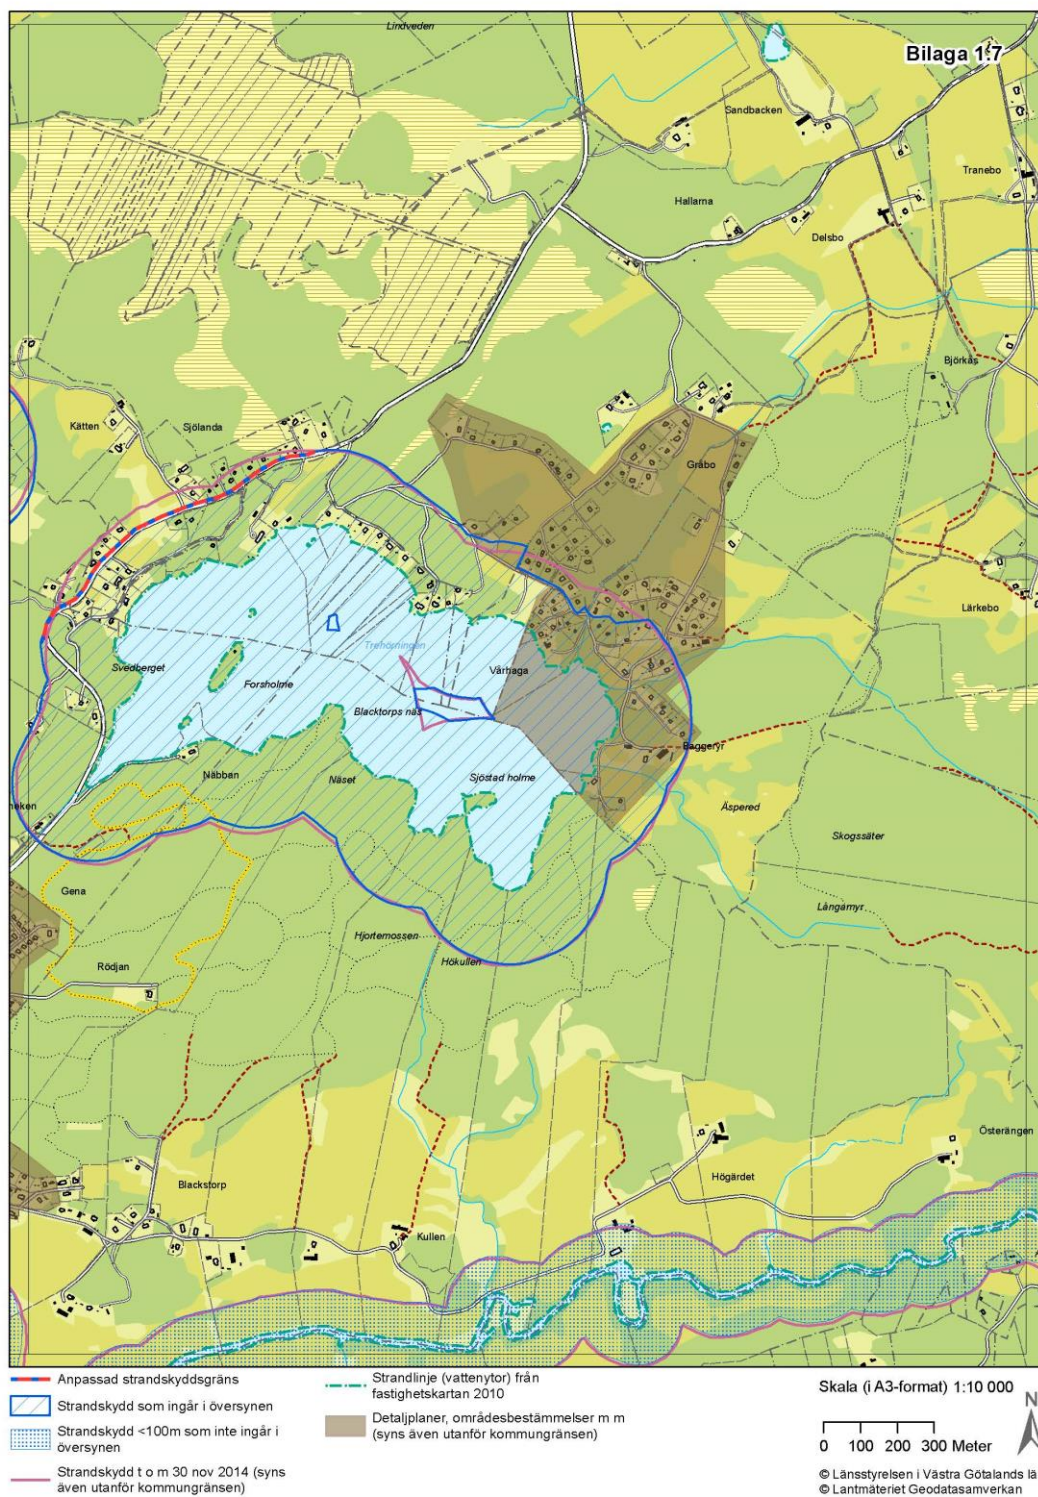 Lindveden
Bilaga 1:7
Sandbacken
Tranebo
Hallarna
Delsbo
Björkås
Kätten
Sjölanda
Gråbo
Lärkebo
Trehörningen
Svedberget
Vårhaga
Forsholme
Blacktorps näs
Baggeryr
Näbban
Näset
Sjöstad holme
Äspered
Skogssäter
Gena
Långamyr
Hjortemossen
Hökullen
Rödjan
Österängen
Blackstorp
Högärdet
Kullen
Anpassad strandskyddsgräns
Strandskydd som ingår i översynen
Strandskydd <100m som inte ingår i
översynen
Strandskydd t o m 30 nov 2014 (syns
även utanför kommungränsen)
Strandlinje (vattenytor) från
fastighetskartan 2010
Detaljplaner, områdesbestämmelser m m
(syns även utanför kommungränsen)
Skala (i A3-format) 1:10 000
N
0 100 200 300 Meter
© Länsstyrelsen i Västra Götalands lä
© Lantmäteriet Geodatasamverkan